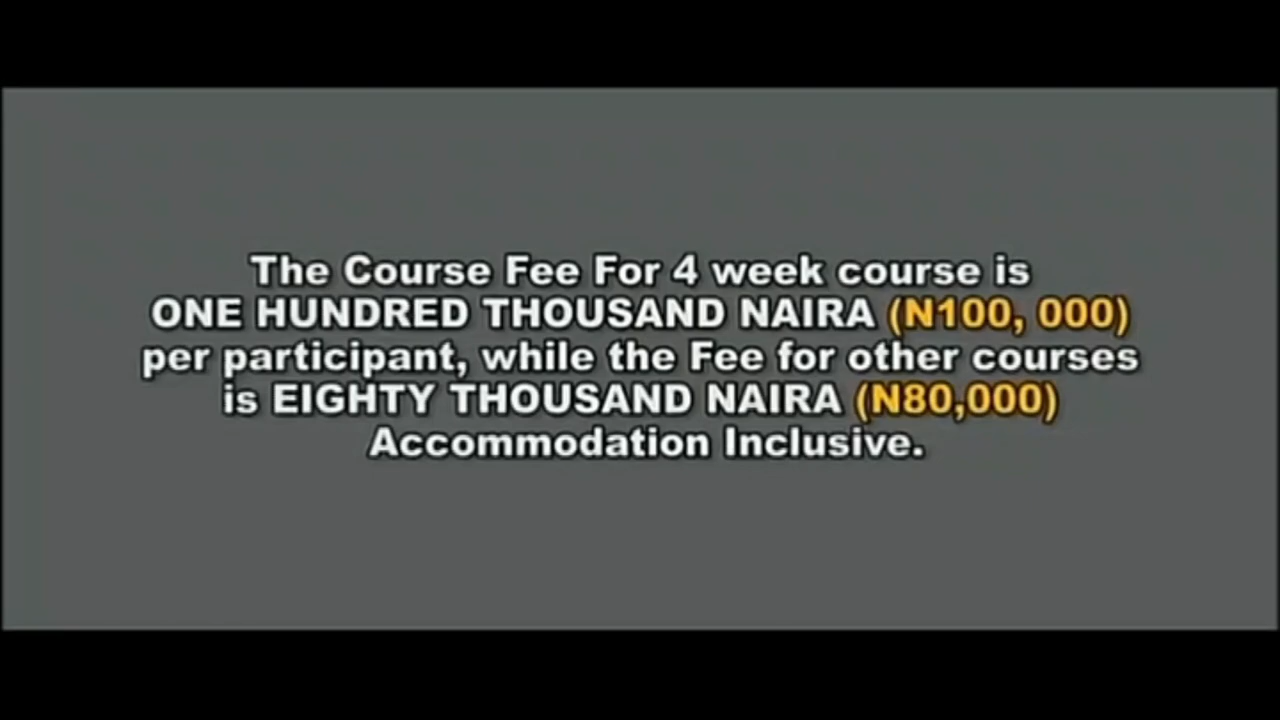 The Course Fee For 4 week course is
ONE HUNDRED THOUSAND NAIRA (N100, 000)
per participant, while the Fee for other courses
is EIGHTY THOUSAND NAIRA (N80,000)
Accommodation Inclusive.